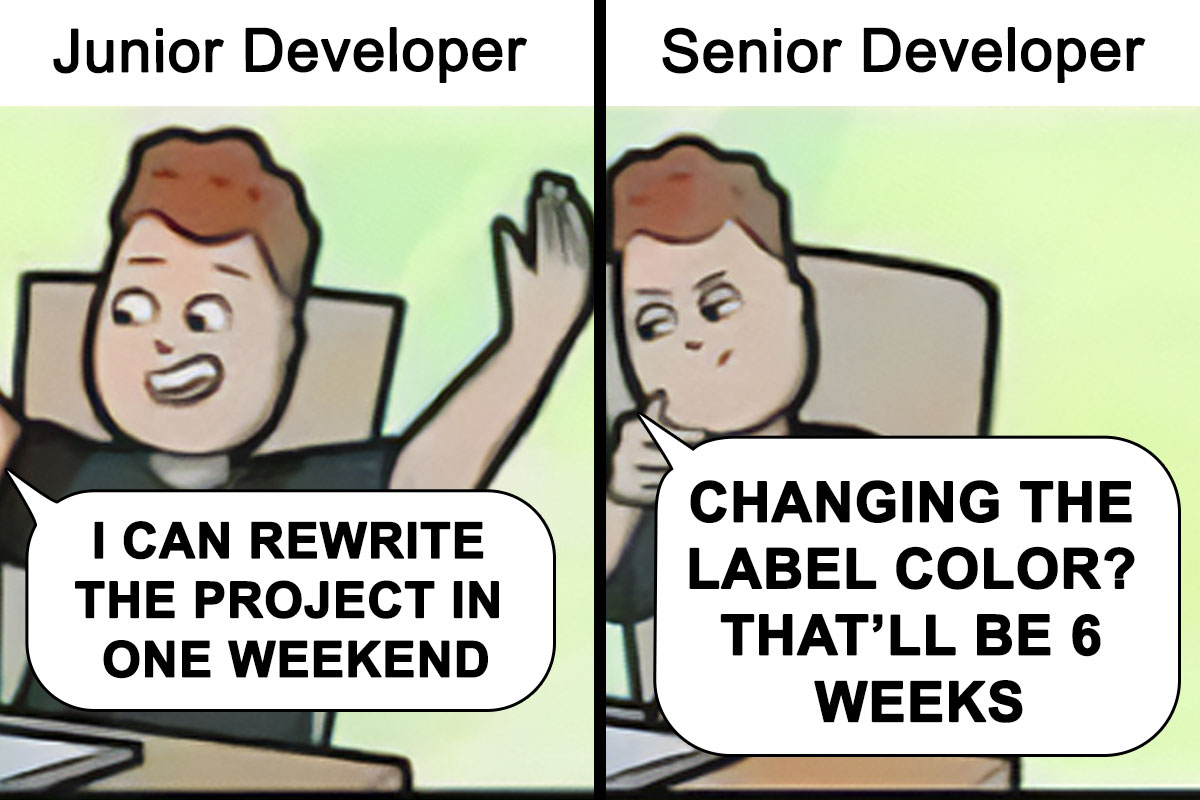 Junior Developer
Senior Developer
I CAN REWRITE
THE PROJECT IN
ONE WEEKEND
CHANGING THE
LABEL COLOR?
THAT’LL BE 6
WEEKS